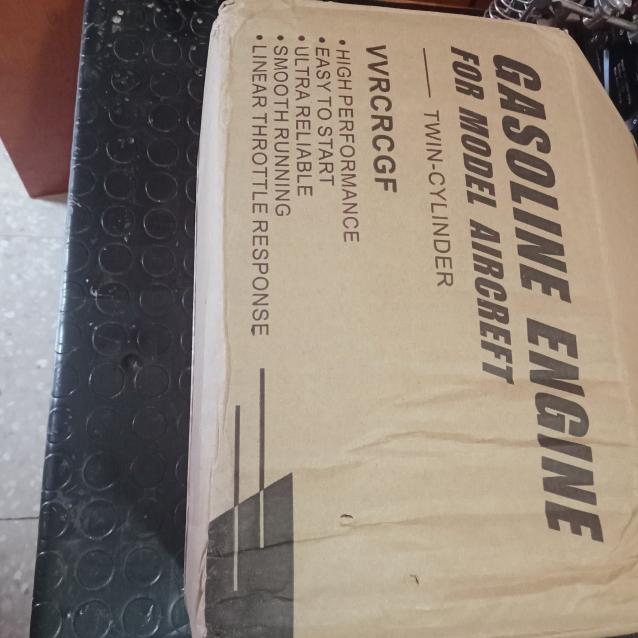 GASOLINE ENGINE
FOR MODEL AIRCREFT
TWIN-CYLINDER
VVRCRCGF
• HIGH PERFORMANCE
• EASY TO START
• ULTRA RELIABLE
• SMOOTH RUNNING
• LINEAR THROTTLE RESPONSE